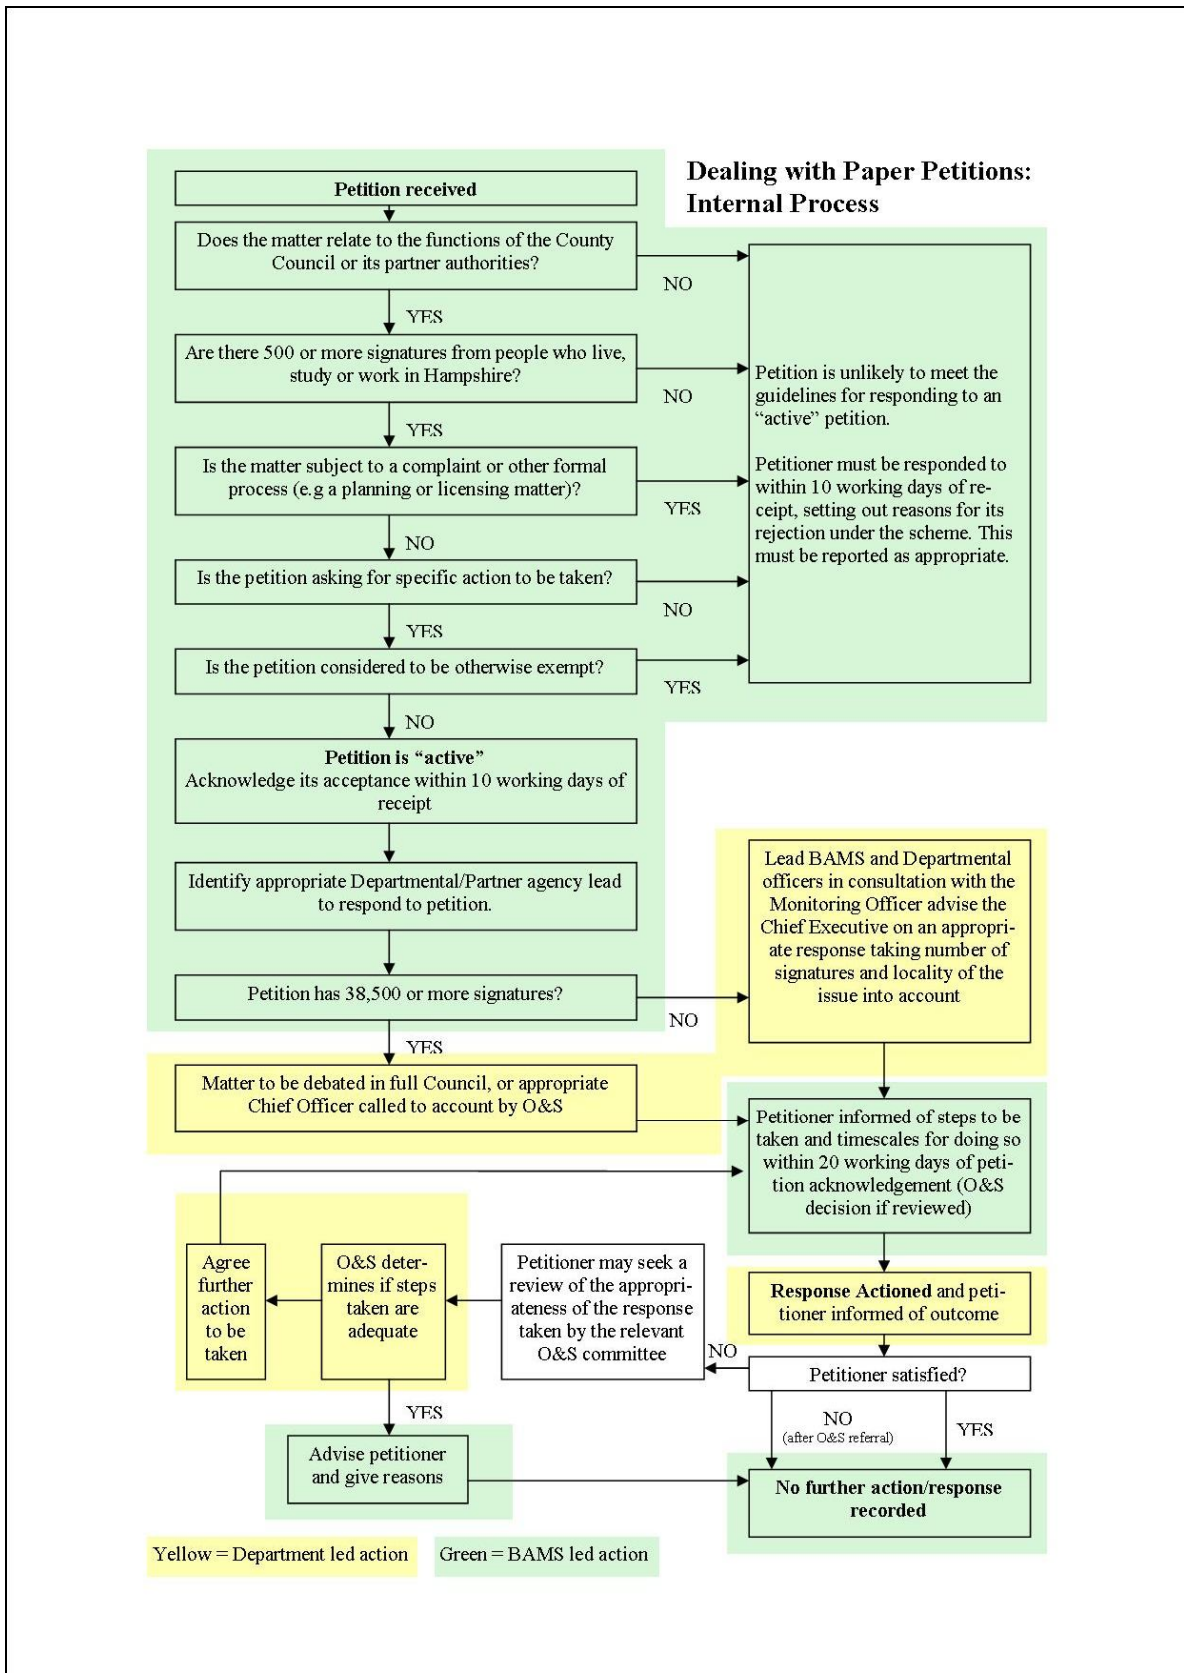 Dealing with Paper Petitions:
Internal Process
Petition received
Does the matter relate to the functions of the County
Council or its partner authorities?
NO
YES
Are there 500 or more signatures from people who live,
study or work in Hampshire?
NO
YES
Is the matter subject to a complaint or other formal
process (e.g a planning or licensing matter)?
YES
NO
Is the petition asking for specific action to be taken?
NO
YES
Is the petition considered to be otherwise exempt?
YES
NO
Petition is unlikely to meet the
guidelines for responding to an
“active” petition.
Petitioner must be responded to
within 10 working days of re-
ceipt, setting out reasons for its
rejection under the scheme. This
must be reported as appropriate.
Petition is “active”
Acknowledge its acceptance within 10 working days of
receipt
Identify appropriate Departmental/Partner agency lead
to respond to petition.
Petition has 38,500 or more signatures?
NO
YES
Lead BAMS and Departmental
officers in consultation with the
Monitoring Officer advise the
Chief Executive on an appropri-
ate response taking number of
signatures and locality of the
issue into account
Matter to be debated in full Council, or appropriate
Chief Officer called to account by O&S
Petitioner informed of steps to be
taken and timescales for doing so
within 20 working days of peti-
tion acknowledgement (O&S
decision if reviewed)
Response Actioned and peti-
tioner informed of outcome
Petitioner satisfied?
NO
Petitioner may seek a
review of the appropri-
ateness of the response
taken by the relevant
O&S committee
O&S deter-
mines if steps
taken are
adequate
Agree
further
action
to be
taken
YES
Advise petitioner
and give reasons
NO
(after O&S referral)
YES
No further action/response
recorded
Yellow = Department led action
Green = BAMS led action